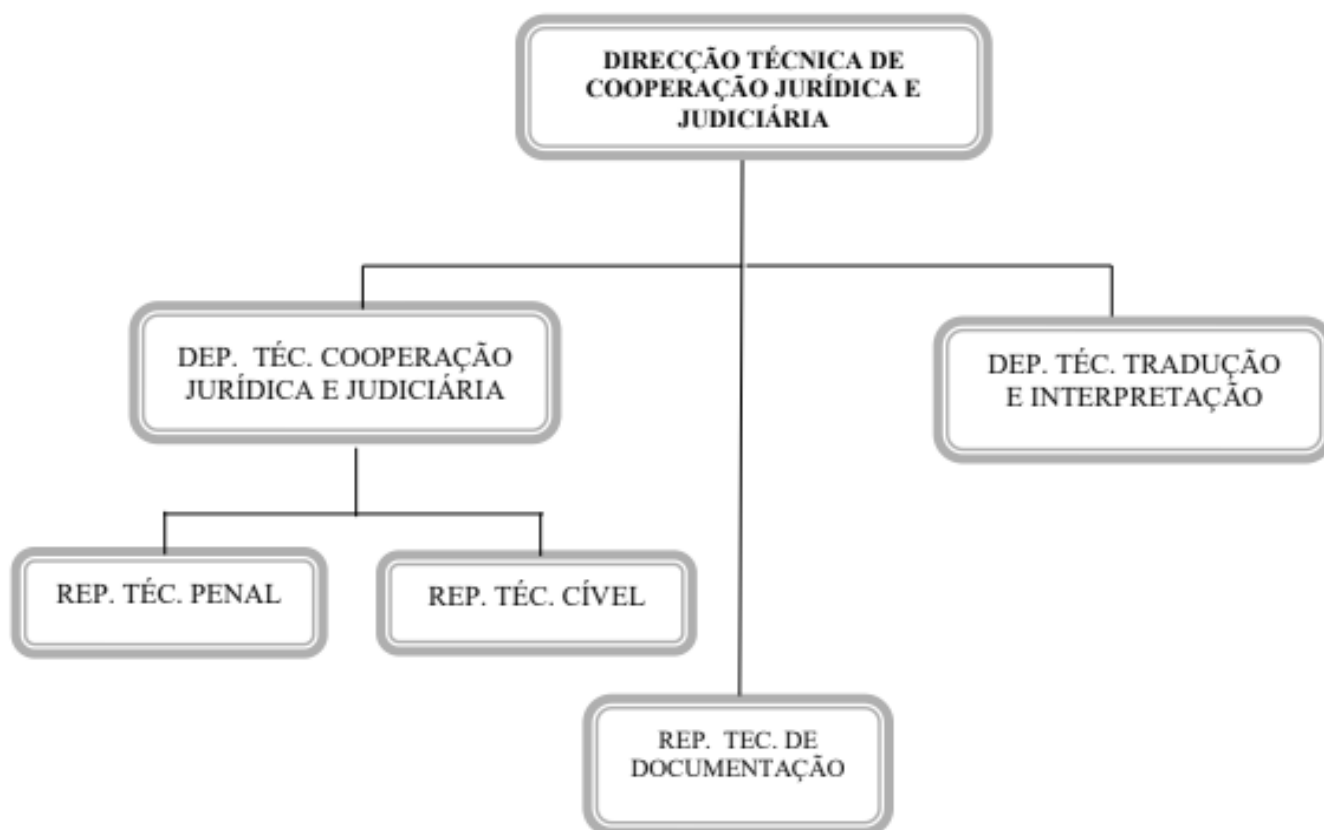 DIRECÇÃO TÉCNICA DE
COOPERAÇÃO JURÍDICA E
JUDICIÁRIA
DEP. TÉC. COOPERAÇÃO
JURÍDICA E JUDICIÁRIA
DEP. TÉC. TRADUÇÃO
E INTERPRETAÇÃO
REP. TÉC. PENAL
REP. TÉC. CÍVEL
REP. TEC. DE
DOCUMENTAÇÃO